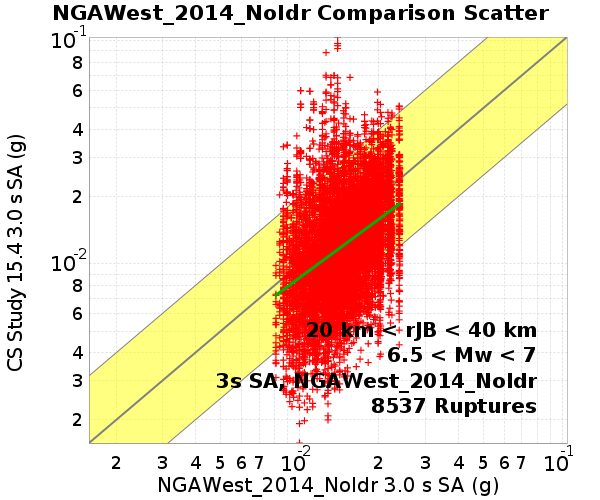 NGAWest_2014_NoIdr Comparison Scatter
10-1
8
6
4
3
2
10-2
8
6
4
3
2
CS Study 15.4 3.0 s SA (g)
20 km < rJB < 40 km
6.5 < Mw < 7
3s SA, NGAWest_2014_NoIdr
8537 Ruptures
2 3 4 5 6 7 10-2 2 3 4 5 6 7 10-1
NGAWest_2014_NoIdr 3.0 s SA (g)